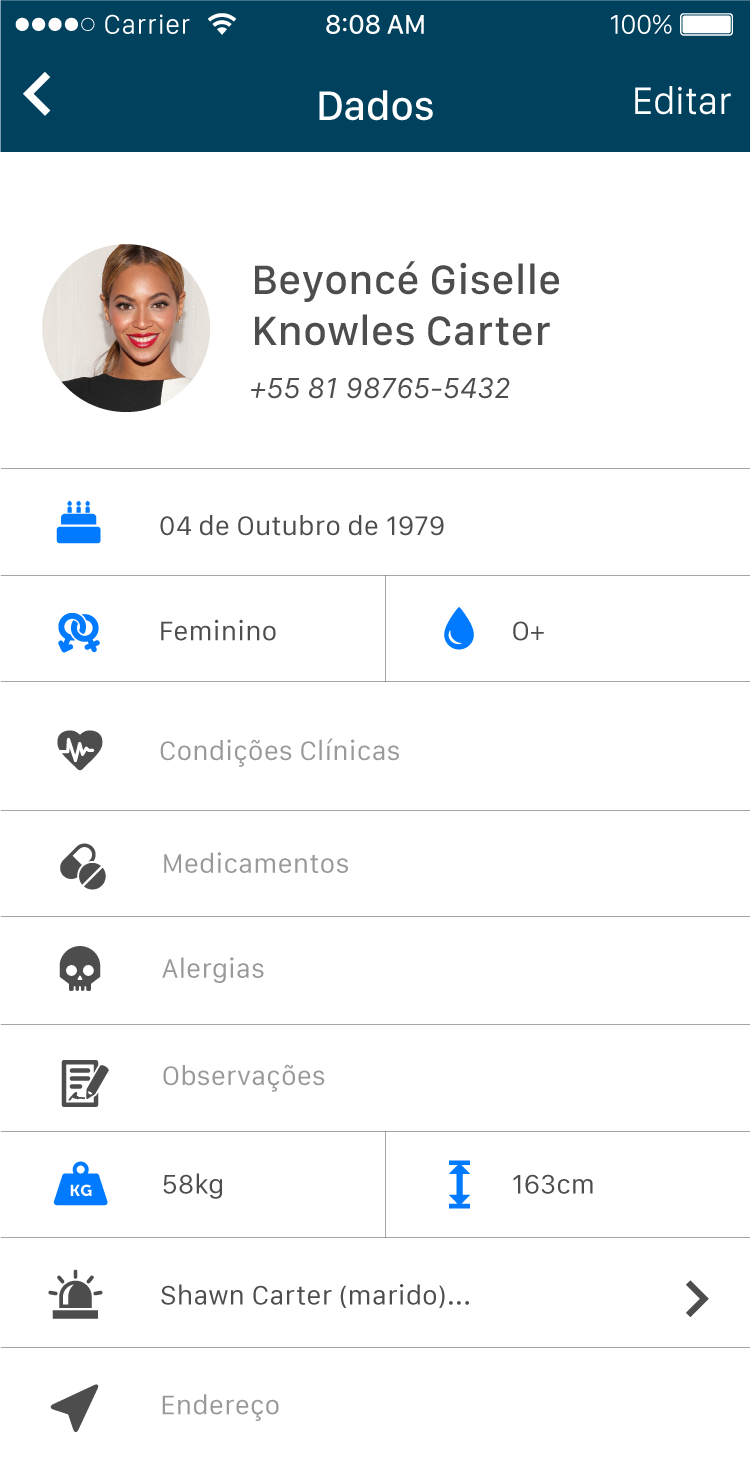 Carrier 8:08 AM 100%
Dados Editar
Beyoncé Giselle
Knowles Carter
+55 81 98765-5432
04 de Outubro de 1979
Feminino O+
Condições Clínicas
Medicamentos
Alergias
Observações
KG 58kg 163cm
Shawn Carter (marido)...
Endereço